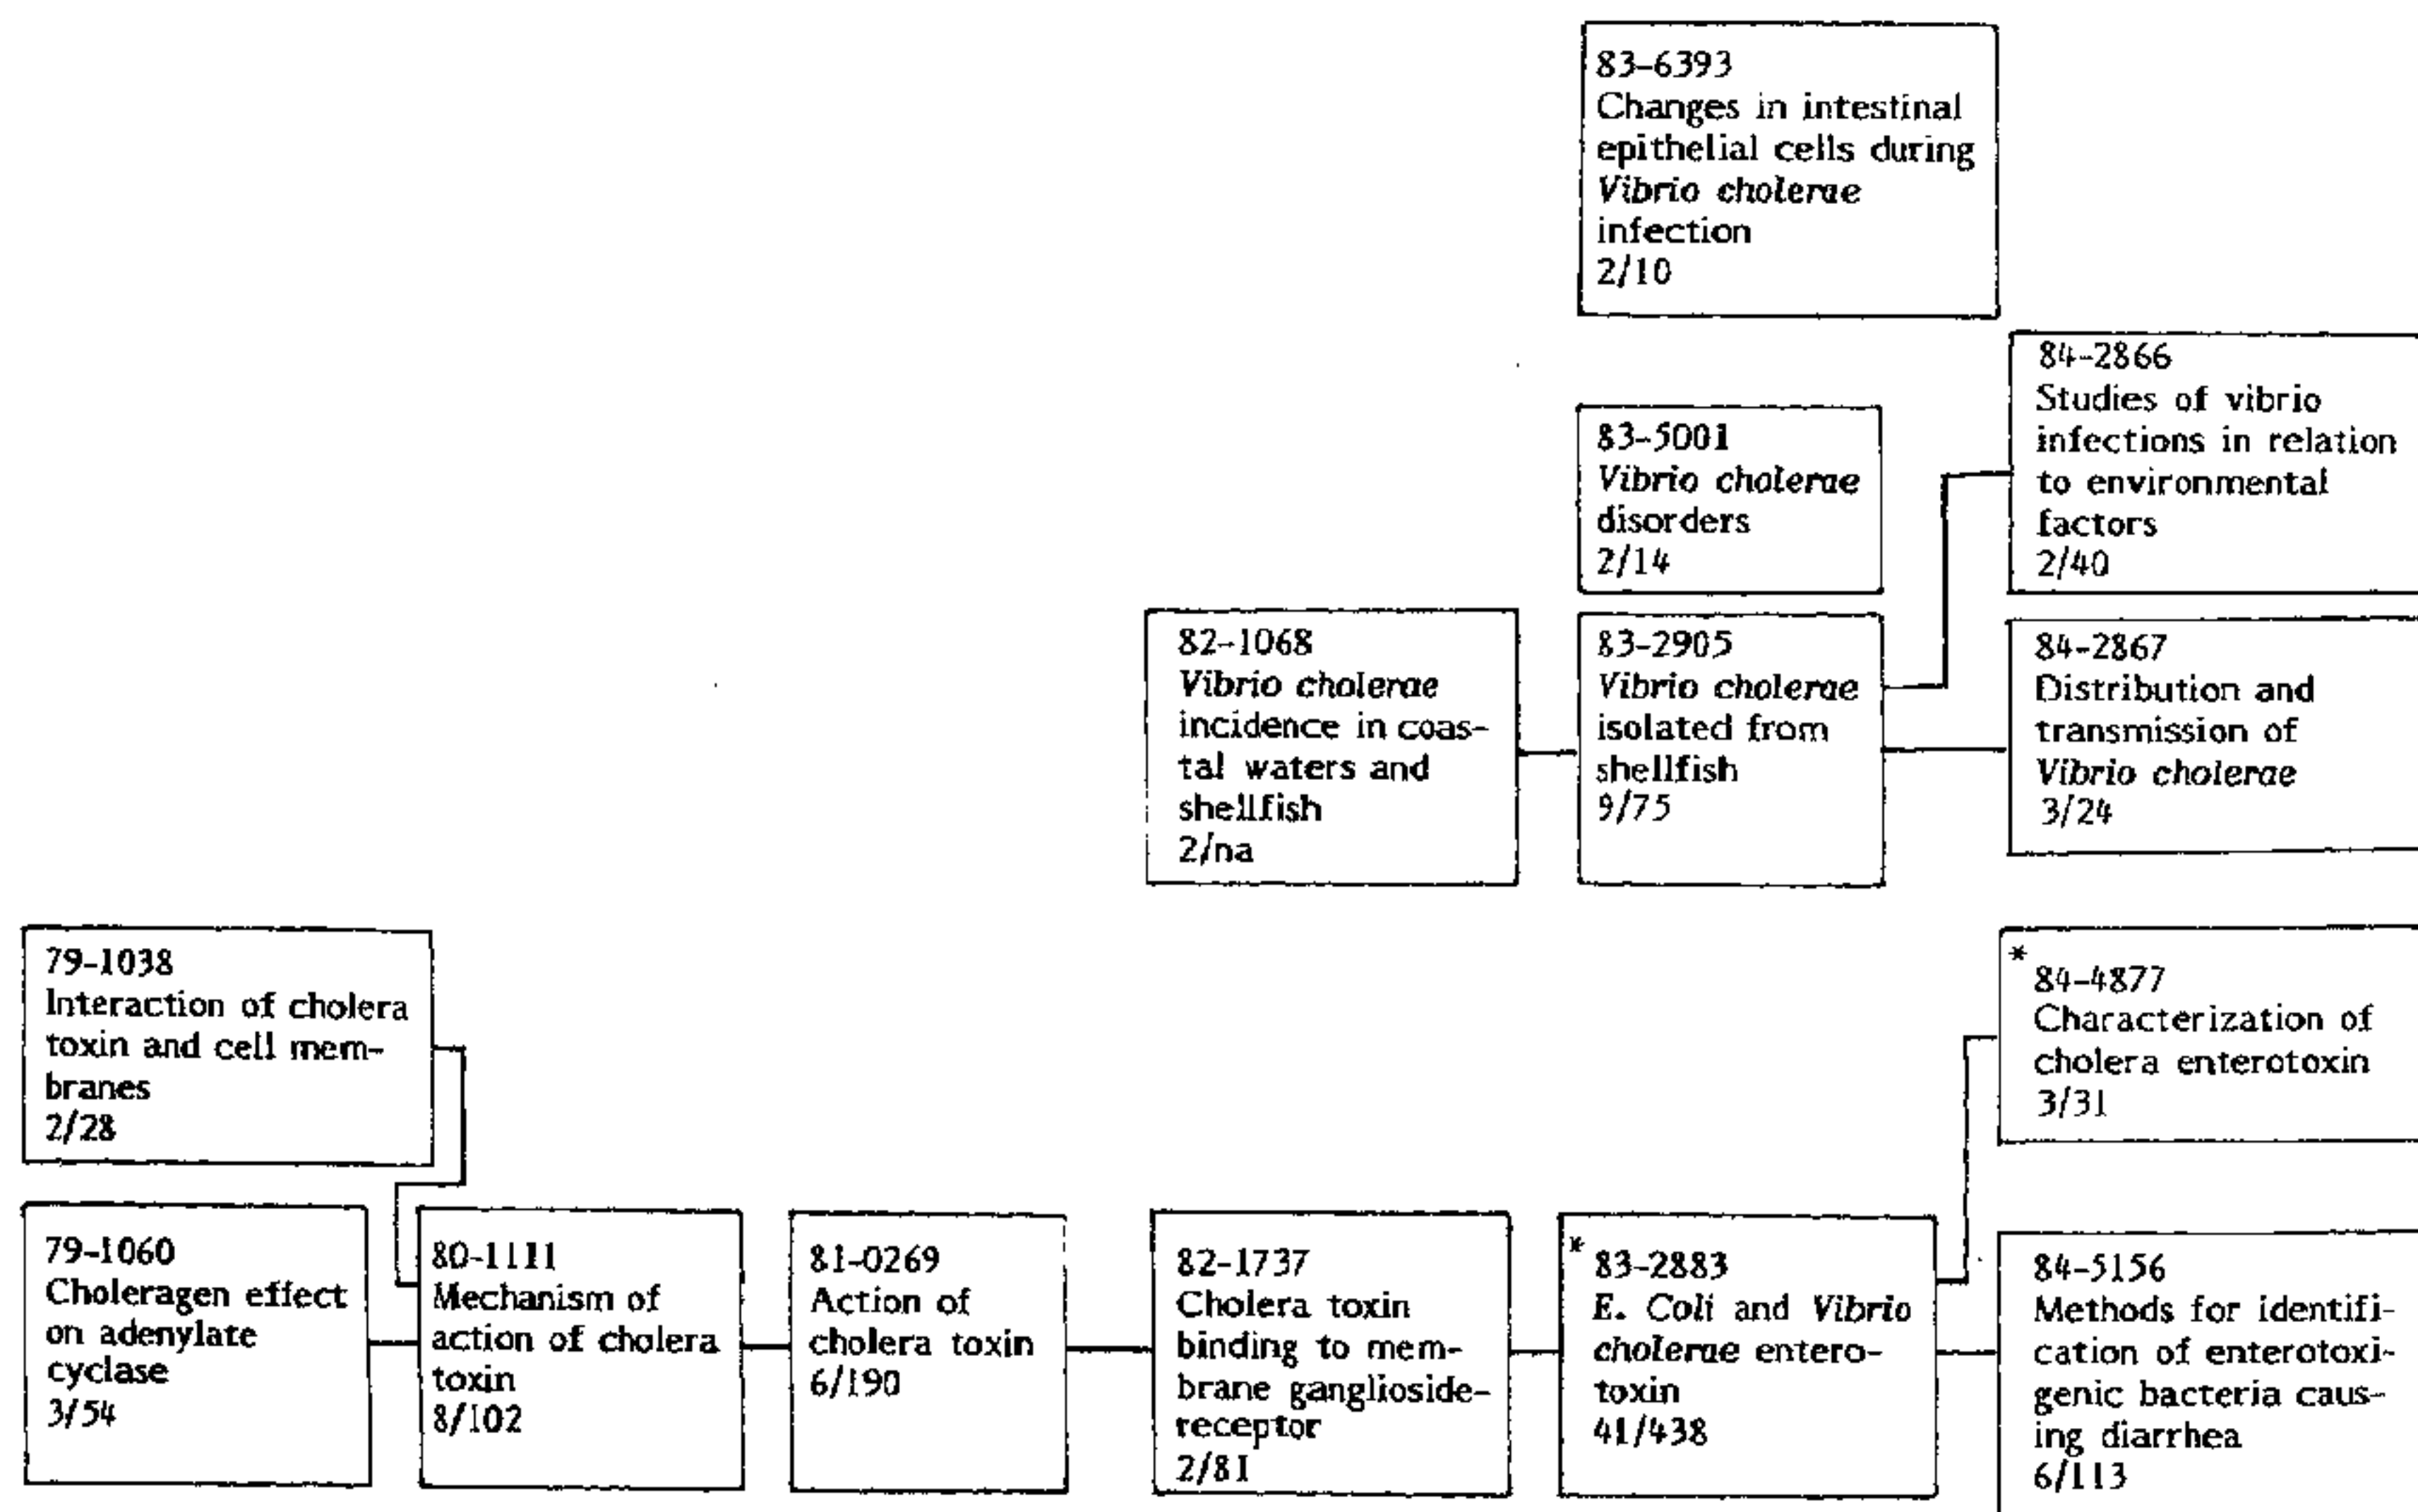 83-6393
Changes in intestinal
epithelial cells during
Vibrio cholerae
infection
2/10
84-2866
Studies of vibrio
infections in relation
to environmental
factors
2/40
83-5001
Vibrio cholerae
disorders
2/14
82-1068
Vibrio cholerae
incidence in coas-
tal waters and
shellfish
2/na
83-2905
Vibrio cholerae
isolated from
shellfish
9/75
84-2867
Distribution and
transmission of
Vibrio cholerae
3/24
79-1038
Interaction of cholera
toxin and cell mem-
branes
2/28
*
84-4877
Characterization of
cholera enterotoxin
3/31
79-1060
Choleragen effect
on adenylate
cyclase
3/54
80-1111
Mechanism of
action of cholera
toxin
8/102
81-0269
Action of
cholera toxin
6/190
82-1737
Cholera toxin
binding to mem-
brane ganglioside-
receptor
2/81
*
83-2883
E. Coli and Vibrio
cholerae entero-
toxin
41/438
84-5156
Methods for identifi-
cation of enterotoxi-
genic bacteria caus-
ing diarrhea
6/113